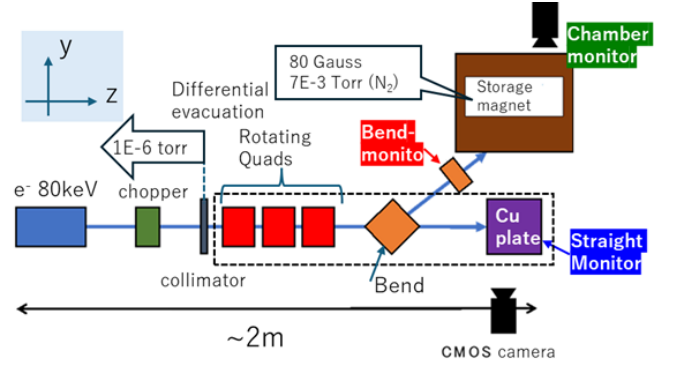 y
z
Differential
evacuation
1E-6 torr
80 Gauss
7E-3 Torr (N₂)
Chamber
monitor
Storage
magnet
Rotating
Quads
Bend-
monito
e⁻ 80keV
chopper
collimator
Bend
Cu
plate
Straight
Monitor
~2m
CMOS camera